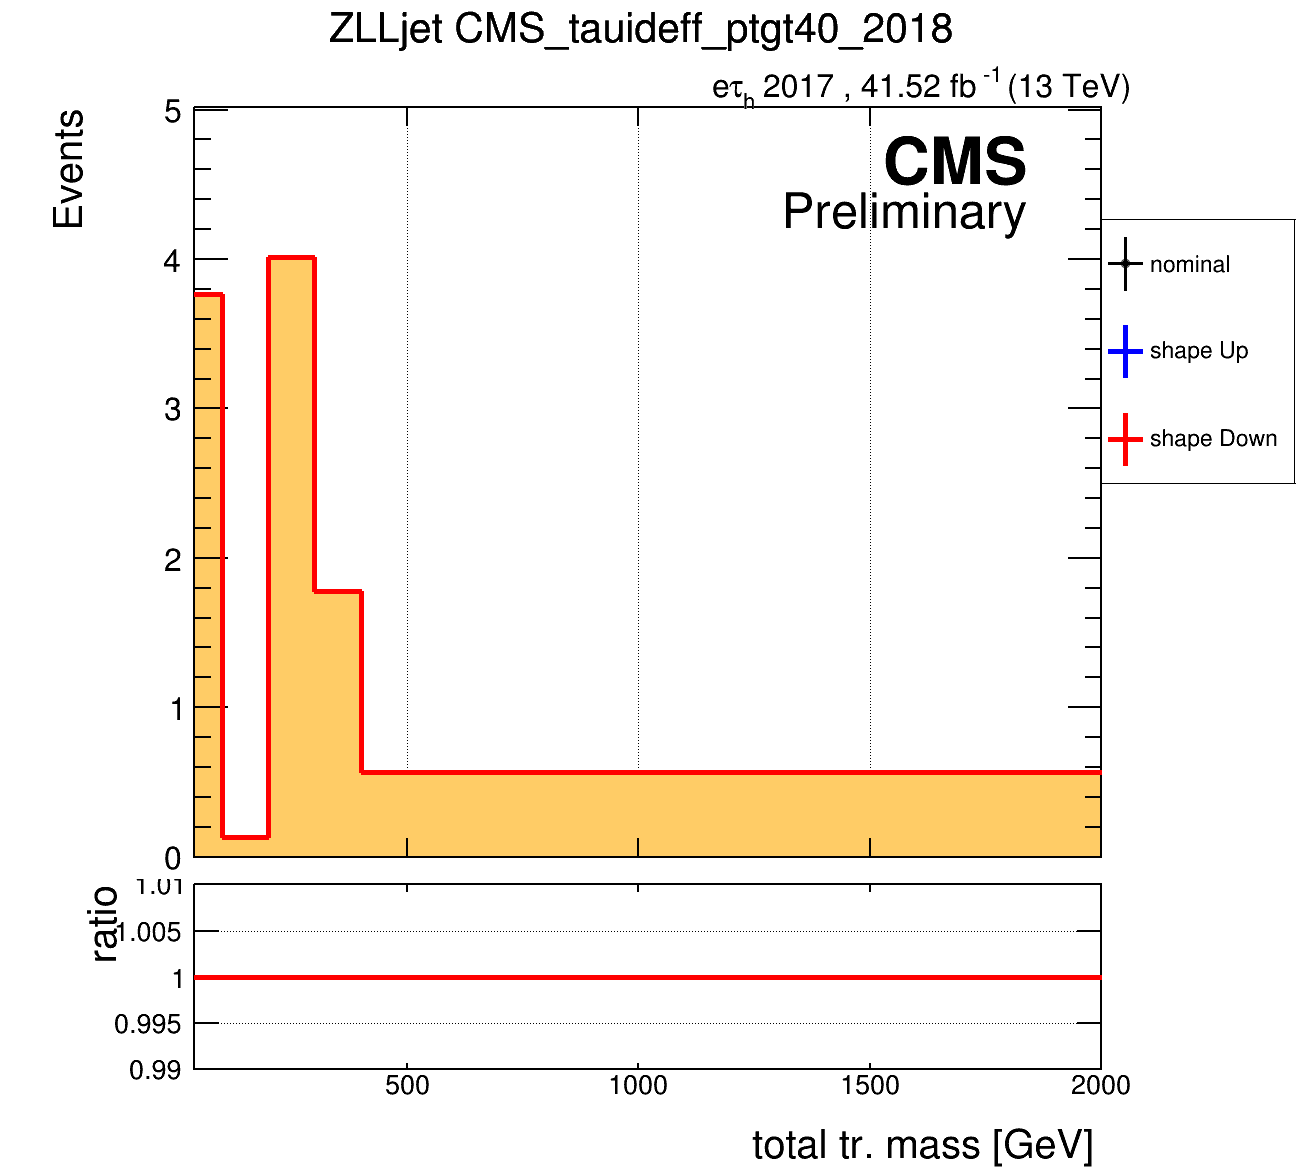 ZLLjet CMS_tauideff_ptgt40_2018
eτh 2017 , 41.52 fb-1 (13 TeV)
Events
5
4
3
2
1
0
CMS
Preliminary
nominal
shape Up
shape Down
ratio
1.01
1.005
1
0.995
0.99
500 1000 1500 2000
total tr. mass [GeV]